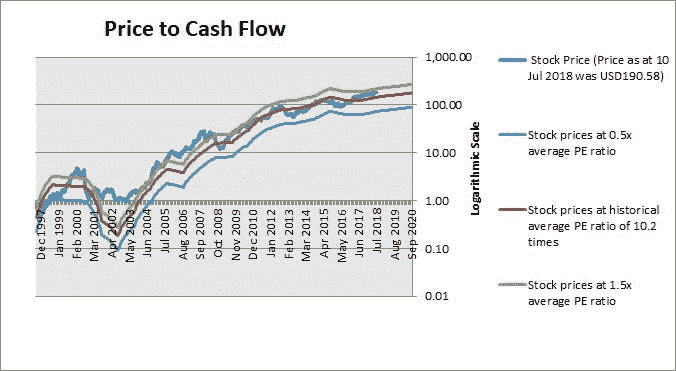 Price to Cash Flow
1,000.00
100.00
10.00
1.00
0.10
0.01
Logarithmic Scale
Dec 1997
Jan 1999
Feb 2000
Mar 2001
Apr 2002
May 2003
Jun 2004
Jul 2005
Aug 2006
Sep 2007
Oct 2008
Nov 2009
Dec 2010
Jan 2012
Feb 2013
Mar 2014
Apr 2015
May 2016
Jun 2017
Jul 2018
Aug 2019
Sep 2020
Stock Price (Price as at 10
Jul 2018 was USD190.58)
Stock prices at 0.5x
average PE ratio
Stock prices at historical
average PE ratio of 10.2
times
Stock prices at 1.5x
average PE ratio